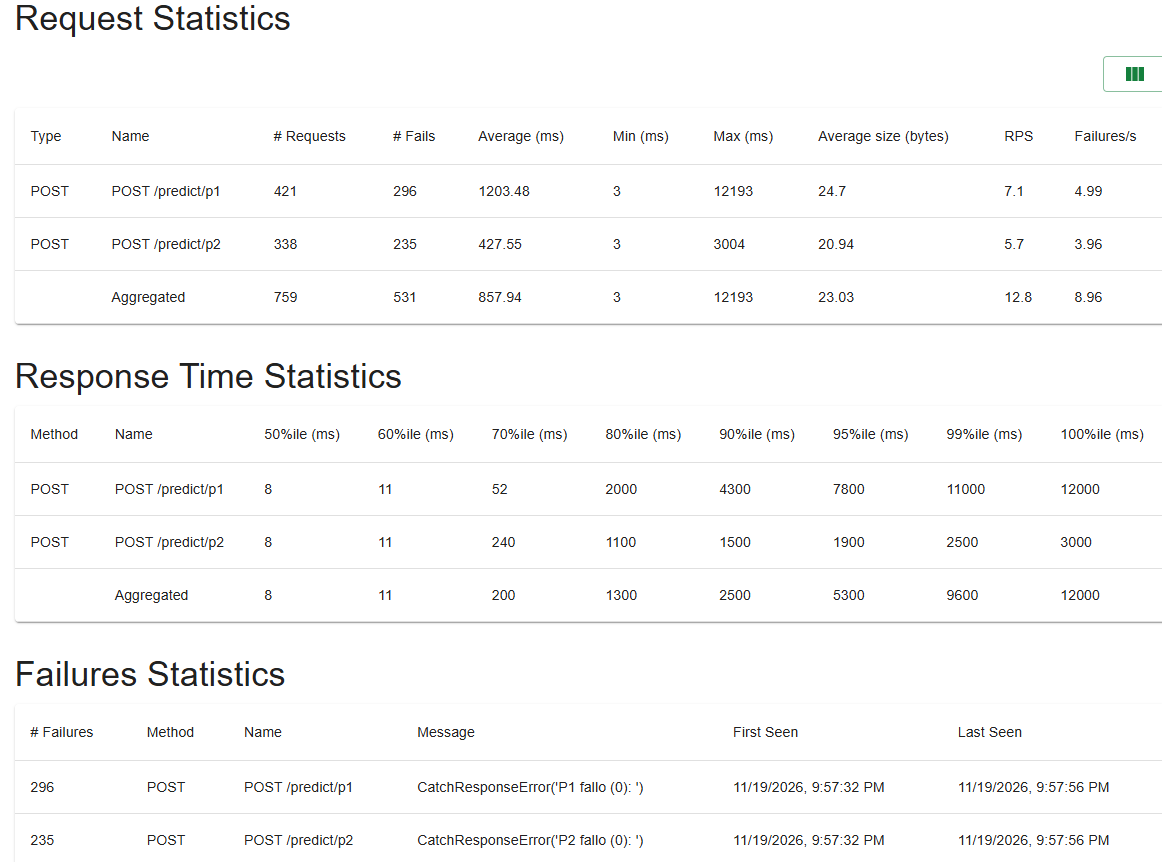 Request Statistics
Type Name # Requests # Fails Average (ms) Min (ms) Max (ms) Average size (bytes) RPS Failures/s
POST POST /predict/p1 421 296 1203.48 3 12193 24.7 7.1 4.99
POST POST /predict/p2 338 235 427.55 3 3004 20.94 5.7 3.96
Aggregated 759 531 857.94 3 12193 23.03 12.8 8.96
Response Time Statistics
Method Name 50%ile (ms) 60%ile (ms) 70%ile (ms) 80%ile (ms) 90%ile (ms) 95%ile (ms) 99%ile (ms) 100%ile (ms)
POST POST /predict/p1 8 11 52 2000 4300 7800 11000 12000
POST POST /predict/p2 8 11 240 1100 1500 1900 2500 3000
Aggregated 8 11 200 1300 2500 5300 9600 12000
Failures Statistics
# Failures Method Name Message First Seen Last Seen
296 POST POST /predict/p1 CatchResponseError('P1 fallo (0): ') 11/19/2026, 9:57:32 PM 11/19/2026, 9:57:56 PM
235 POST POST /predict/p2 CatchResponseError('P2 fallo (0): ') 11/19/2026, 9:57:32 PM 11/19/2026, 9:57:56 PM